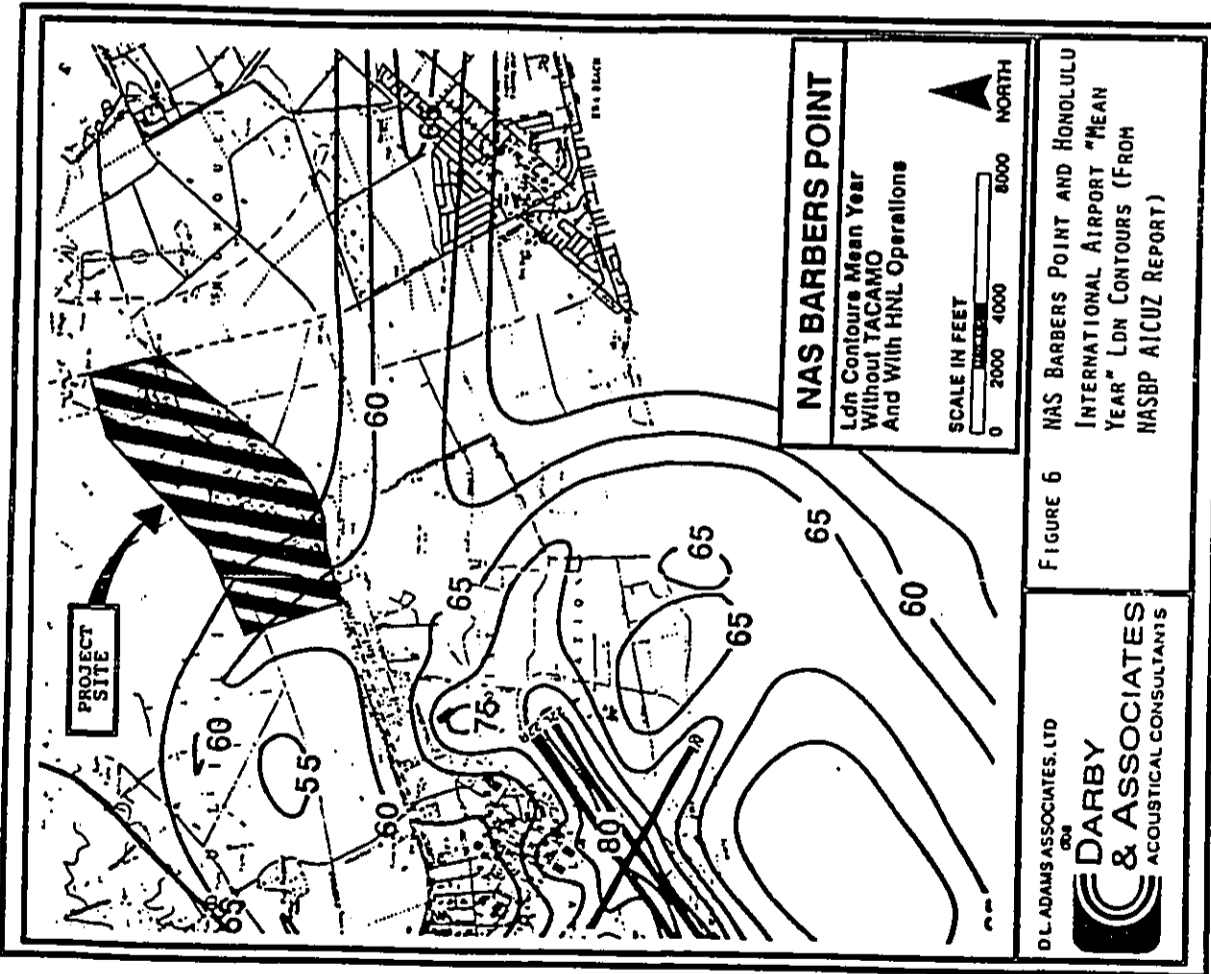 PROJECT
SITE
60
55
65
60
60
65
65
65
65
60
75
80
EWA BEACH
NAS BARBERS POINT
Ldn Contours Mean Year
Without TACAMO
And With HNL Operations
SCALE IN FEET
0 2000 4000 8000
NORTH
D L. ADAMS ASSOCIATES, LTD
DARBY
& ASSOCIATES
ACOUSTICAL CONSULTANTS
FIGURE 6 NAS BARBERS POINT AND HONOLULU
INTERNATIONAL AIRPORT "MEAN
YEAR" LDN CONTOURS (FROM
NASBP AICUZ REPORT)